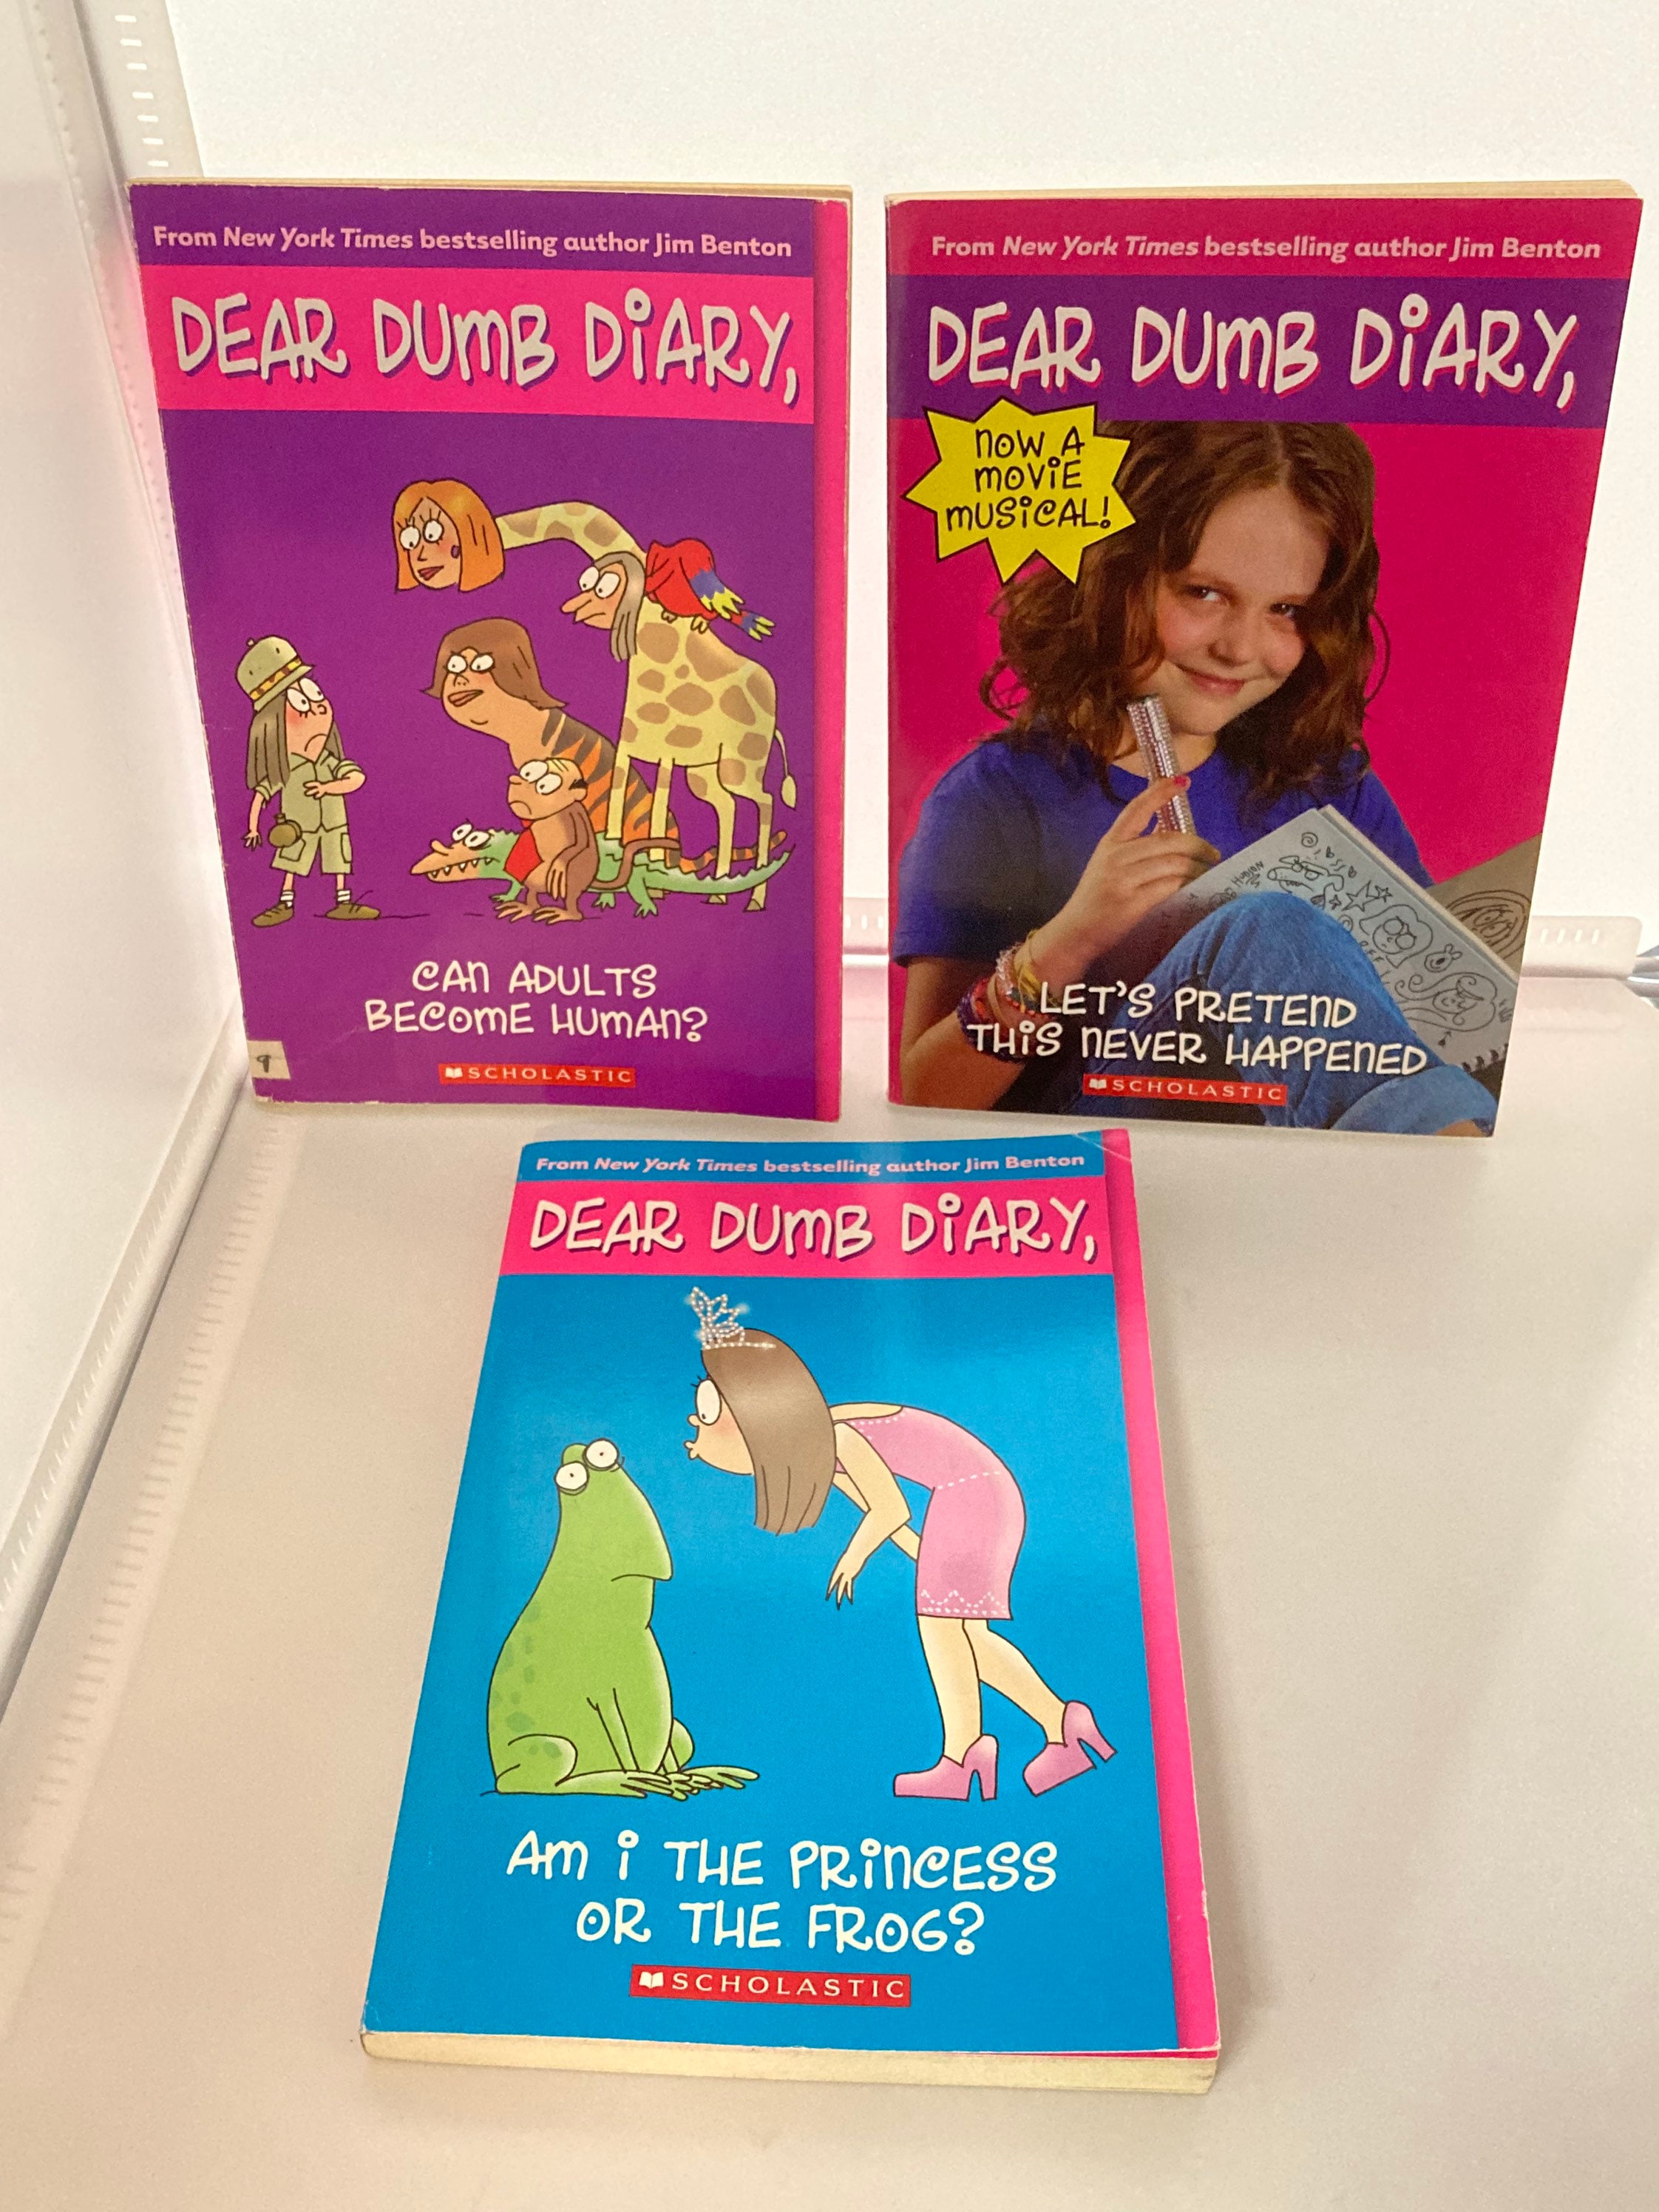 From New York Times bestselling author Jim Benton
DEAR DUMB DiARY,
CAN ADULTS
BECOME HUMAN?
9
SCHOLASTIC
From New York Times bestselling author Jim Benton
DEAR DUMB DiARY,
NOW A
MOViE
MUSiCAL!
LET'S PRETEND
THiS NEVER HAPPENED
SCHOLASTIC
From New York Times bestselling author Jim Benton
DEAR DUMB DiARY,
AM i THE PRiNCESS
OR THE FROG?
SCHOLASTIC